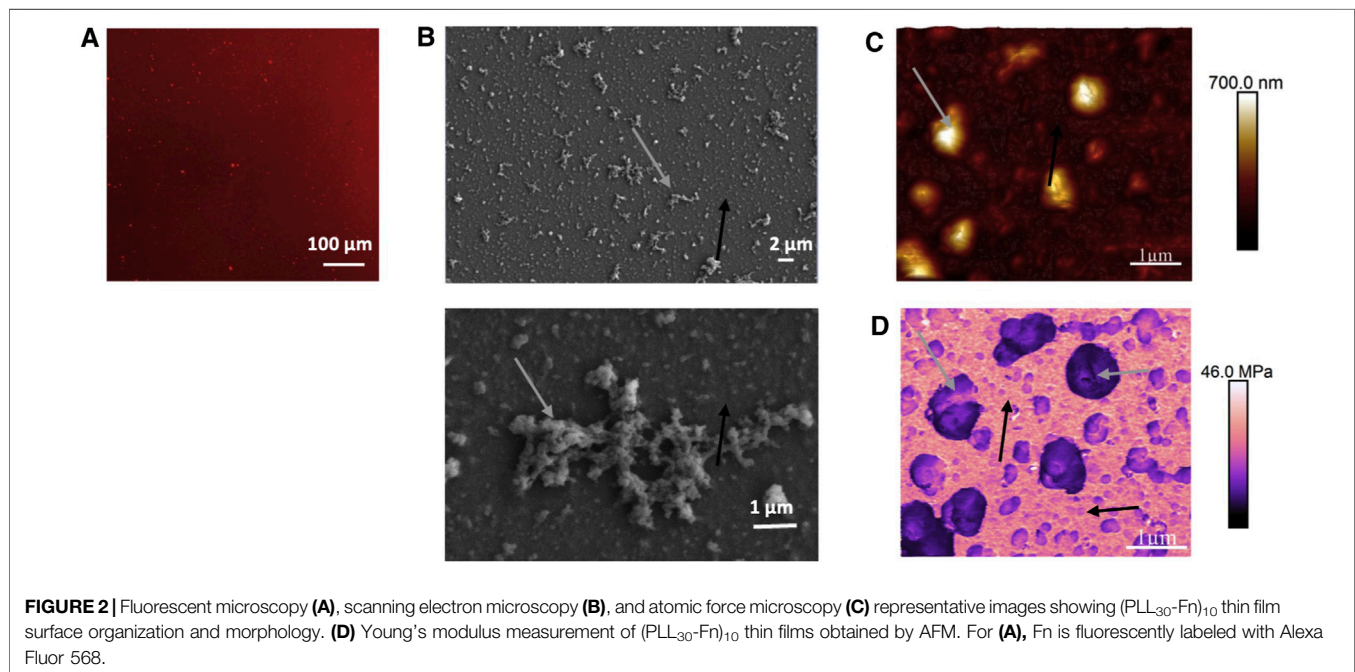 A
100 µm
B
2 µm
1 µm
C
1µm
700.0 nm
D
1µm
46.0 MPa
FIGURE 2 | Fluorescent microscopy (A), scanning electron microscopy (B), and atomic force microscopy (C) representative images showing (PLL30-Fn)10 thin film
surface organization and morphology. (D) Young’s modulus measurement of (PLL30-Fn)10 thin films obtained by AFM. For (A), Fn is fluorescently labeled with Alexa
Fluor 568.